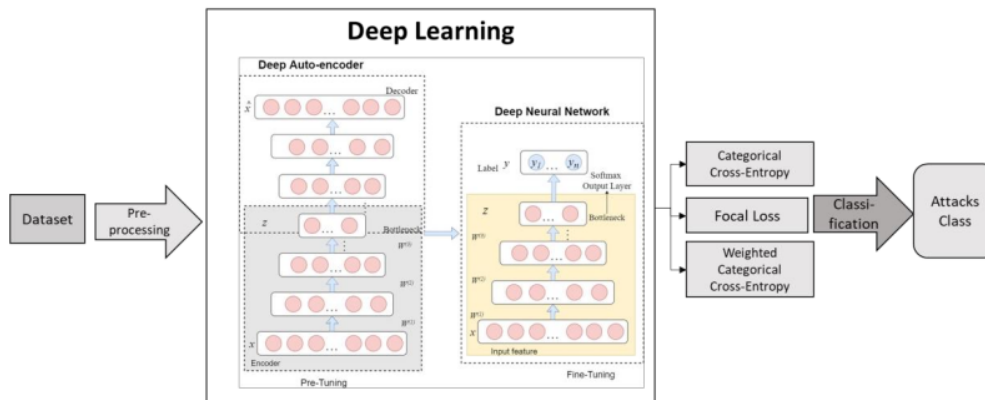 Deep Learning
Deep Auto-encoder
Decoder
x̂
...
...
...
z
...
Bottleneck
...
...
x
...
Encoder
Pre-Tuning
Deep Neural Network
Label y
y₁ ... yₙ
Softmax
Output Layer
z
...
Bottleneck
...
...
x
...
Input feature
Fine-Tuning
Dataset
Pre-
processing
Categorical
Cross-Entropy
Focal Loss
Weighted
Categorical
Cross-Entropy
Classi-
fication
Attacks
Class